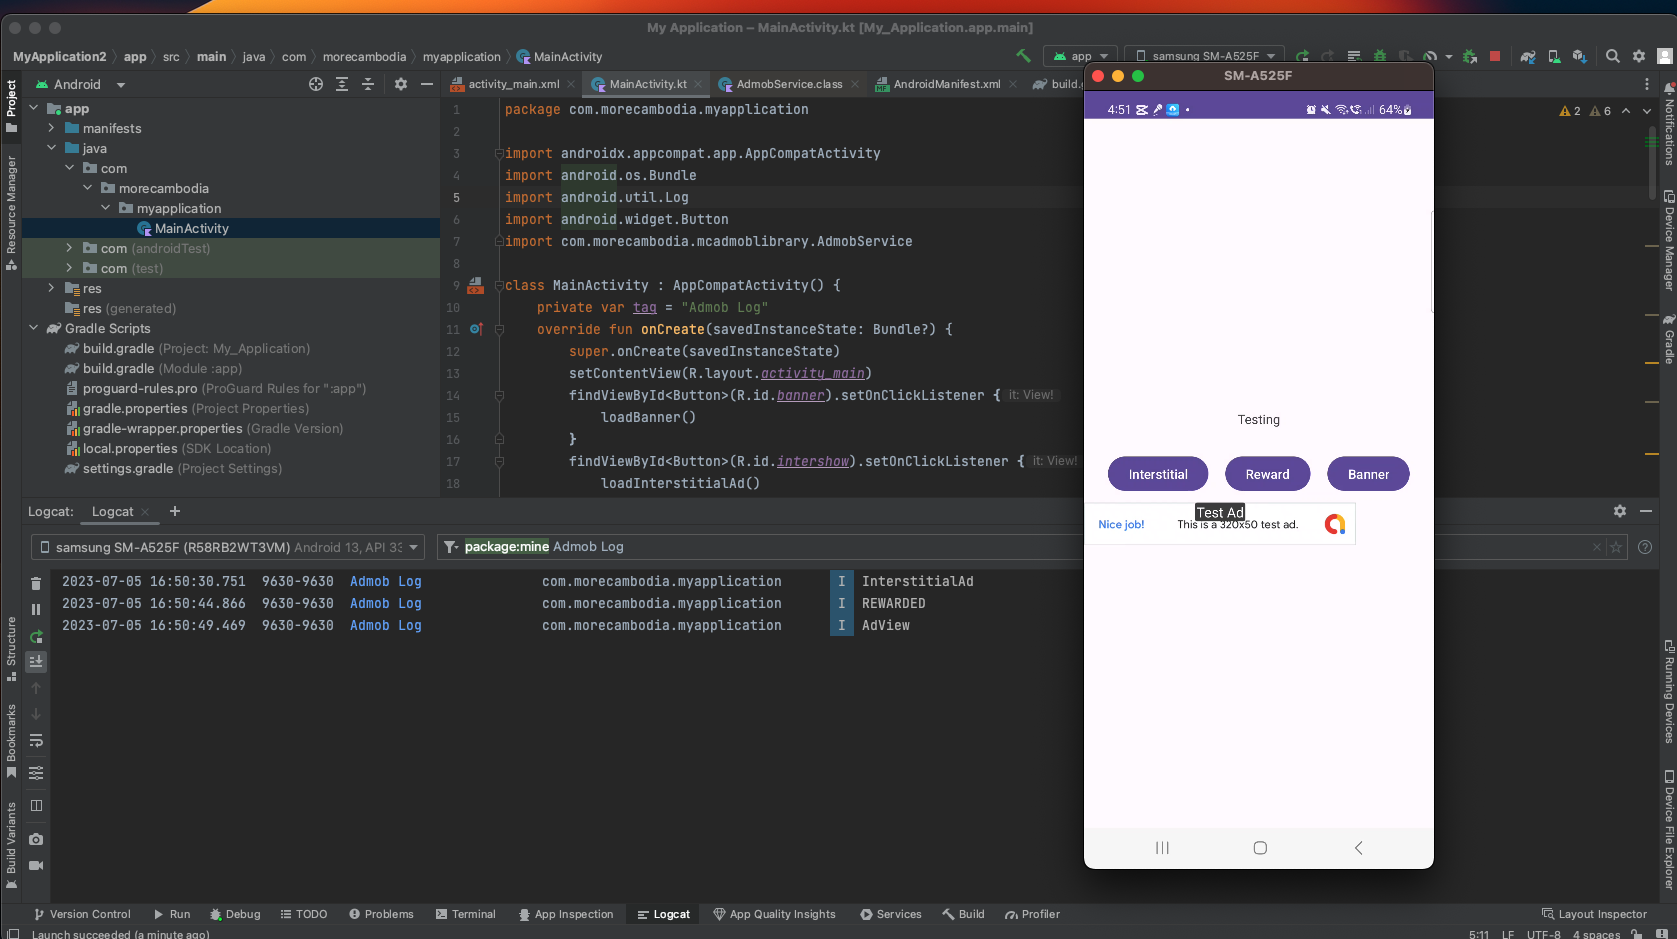 My Application – MainActivity.kt [My_Application.app.main]
MyApplication2 app src main java com morecambodia myapplication MainActivity
app samsung SM-A525F
Android
activity_main.xml MainActivity.kt AdmobService.class AndroidManifest.xml build.g
Project
Resource Manager
app
manifests
java
com
morecambodia
myapplication
MainActivity
com (androidTest)
com (test)
res
res (generated)
Gradle Scripts
build.gradle (Project: My_Application)
build.gradle (Module :app)
proguard-rules.pro (ProGuard Rules for ":app")
gradle.properties (Project Properties)
gradle-wrapper.properties (Gradle Version)
local.properties (SDK Location)
settings.gradle (Project Settings)
1 package com.morecambodia.myapplication
2
3 import androidx.appcompat.app.AppCompatActivity
4 import android.os.Bundle
5 import android.util.Log
6 import android.widget.Button
7 import com.morecambodia.mcadmoblibrary.AdmobService
8
9 class MainActivity : AppCompatActivity() {
10 private var tag = "Admob Log"
11 override fun onCreate(savedInstanceState: Bundle?) {
12 super.onCreate(savedInstanceState)
13 setContentView(R.layout.activity_main)
14 findViewById<Button>(R.id.banner).setOnClickListener { it: View!
15 loadBanner()
16 }
17 findViewById<Button>(R.id.intershow).setOnClickListener { it: View!
18 loadInterstitialAd()
2 6
SM-A525F
4:51 64%
Testing
Interstitial Reward Banner
Test Ad
Nice job! This is a 320x50 test ad.
Notifications
Device Manager
Gradle
Running Devices
Device File Explorer
Logcat: Logcat
samsung SM-A525F (R58RB2WT3VM) Android 13, API 33
package:mine Admob Log
2023-07-05 16:50:30.751 9630-9630 Admob Log com.morecambodia.myapplication I InterstitialAd
2023-07-05 16:50:44.866 9630-9630 Admob Log com.morecambodia.myapplication I REWARDED
2023-07-05 16:50:49.469 9630-9630 Admob Log com.morecambodia.myapplication I AdView
Structure
Bookmarks
Build Variants
Version Control Run Debug TODO Problems Terminal App Inspection Logcat App Quality Insights Services Build Profiler Layout Inspector
Launch succeeded (a minute ago) 5:11 LF UTF-8 4 spaces